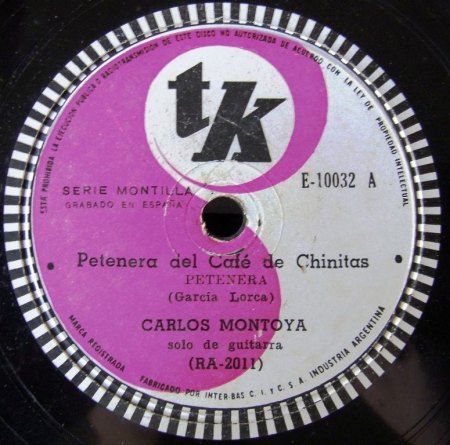 ESTA PROHIBIDA LA EJECUCION PUBLICA O RADIOTRANSMISION DE ESTE DISCO NO AUTORIZADA DE ACUERDO CON LA LEY DE PROPIEDAD INTELECTUAL
tk
SERIE MONTILLA
GRABADO EN ESPAÑA
E-10032 A
Petenera del Café de Chinitas
PETENERA
(García Lorca)
CARLOS MONTOYA
solo de guitarra
(RA-2011)
MARCA REGISTRADA
FABRICADO POR INTER-BAS C. I. y C. S. A. INDUSTRIA ARGENTINA